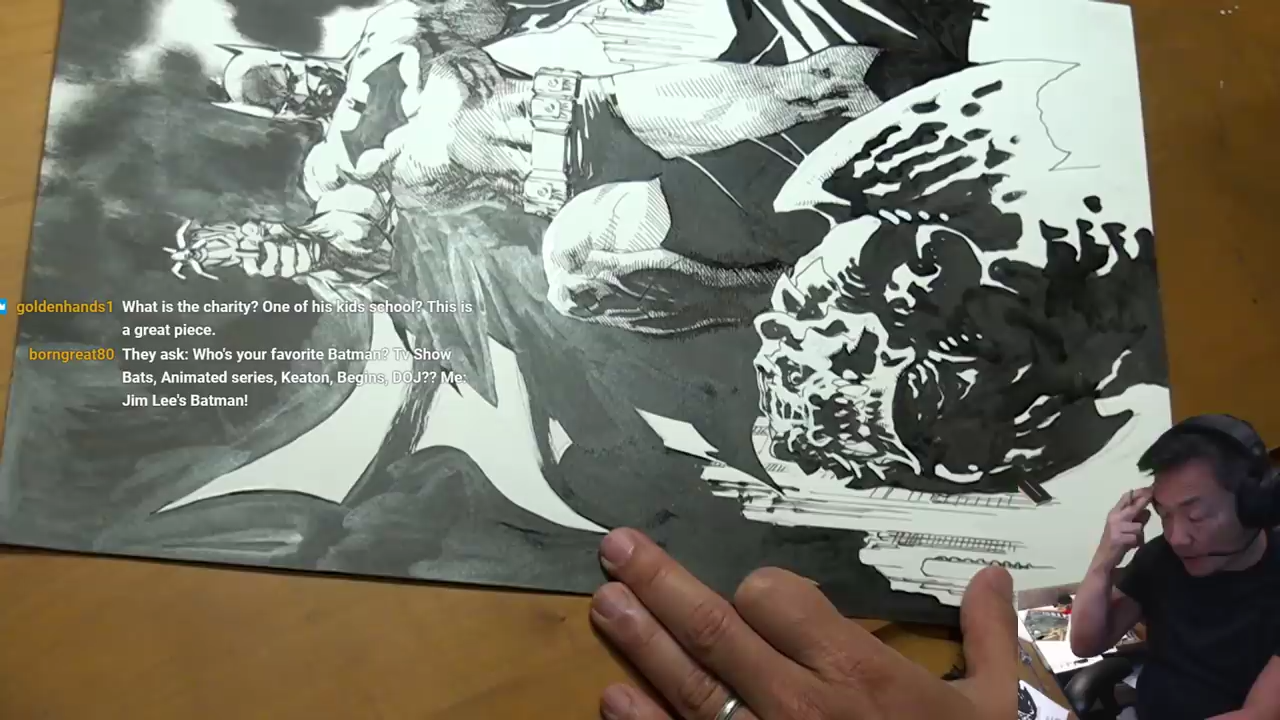 goldenhands1 What is the charity? One of his kids school? This is
a great piece.
borngreat80 They ask: Who's your favorite Batman? Tv Show
Bats, Animated series, Keaton, Begins, DOJ?? Me:
Jim Lee's Batman!